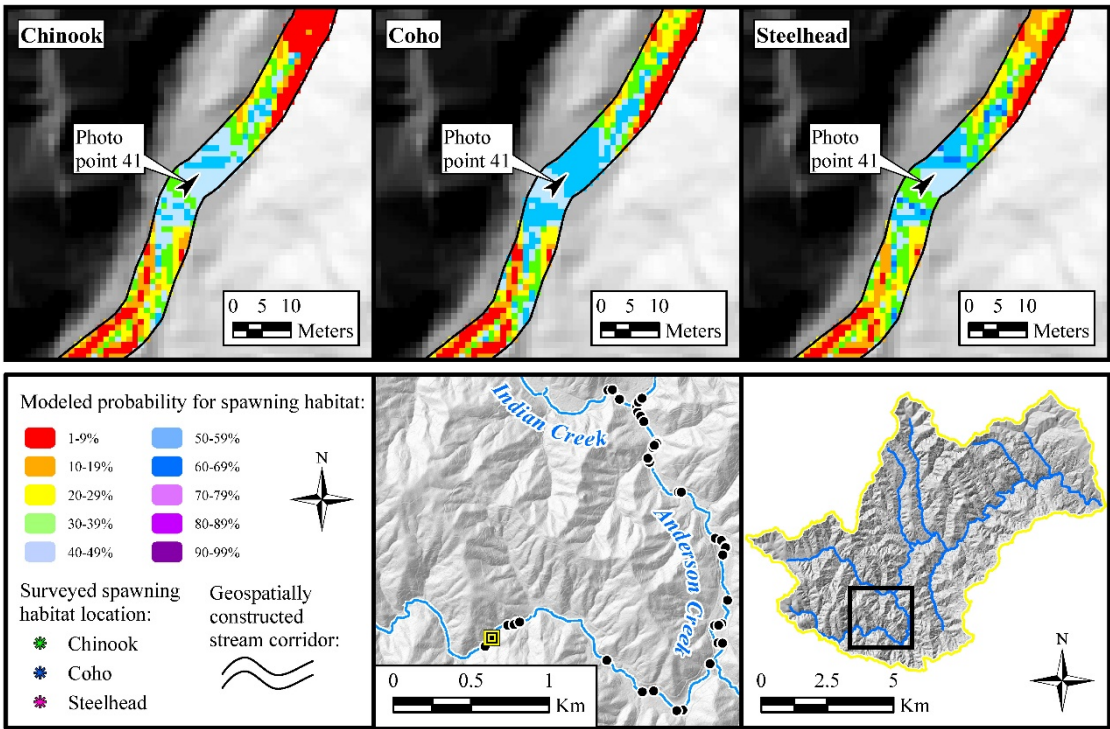 Chinook
Photo
point 41
0 5 10
Meters
Coho
Photo
point 41
0 5 10
Meters
Steelhead
Photo
point 41
0 5 10
Meters
Modeled probability for spawning habitat:
1-9%
10-19%
20-29%
30-39%
40-49%
50-59%
60-69%
70-79%
80-89%
90-99%
N
Surveyed spawning
habitat location:
Chinook
Coho
Steelhead
Geospatially
constructed
stream corridor:
Indian Creek
Anderson Creek
0 0.5 1
Km
0 2.5 5
Km
N